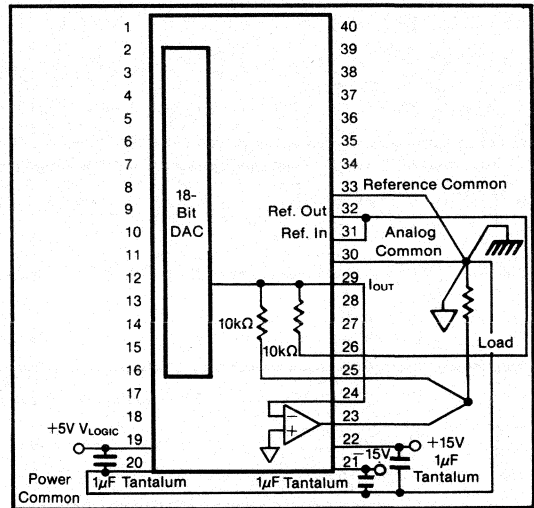 1 40
2 39
3 38
4 37
5 36
6 35
7 34
8 33 Reference Common
18-
Bit
DAC
9 Ref. Out 32
10 Ref. In 31 Analog
Common
11 30
12 29 IOUT
13 28
14 10kΩ 27 Load
15 10kΩ 26
16 25
17 24
18 − + 23
+5V VLOGIC
19 22 +15V
20 21 −15V
1μF
Tantalum
Power
Common
1μF Tantalum
1μF Tantalum